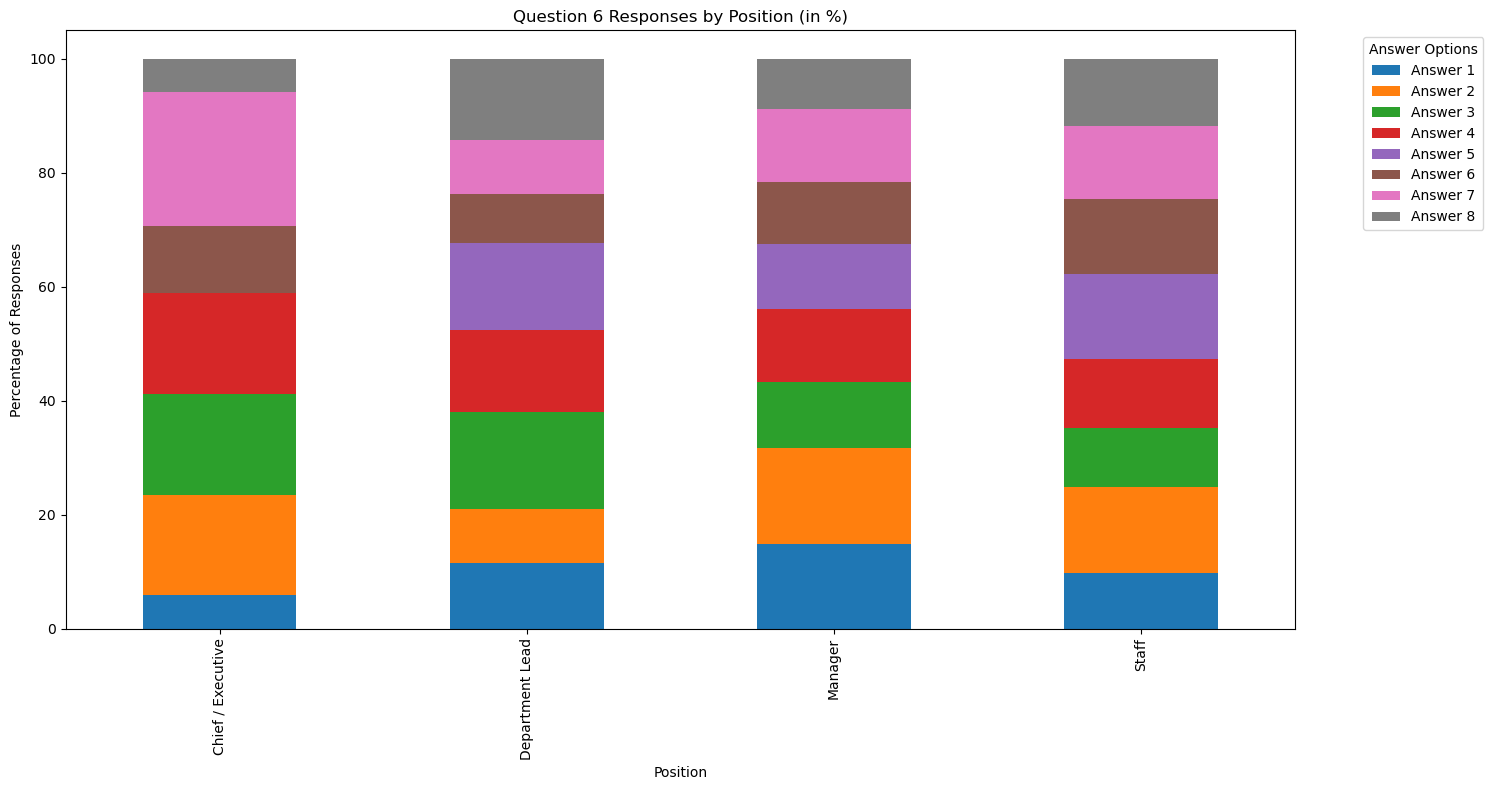 Question 6 Responses by Position (in %)
Percentage of Responses
100
80
60
40
20
0
Chief / Executive
Department Lead
Manager
Staff
Position
Answer Options
Answer 1
Answer 2
Answer 3
Answer 4
Answer 5
Answer 6
Answer 7
Answer 8